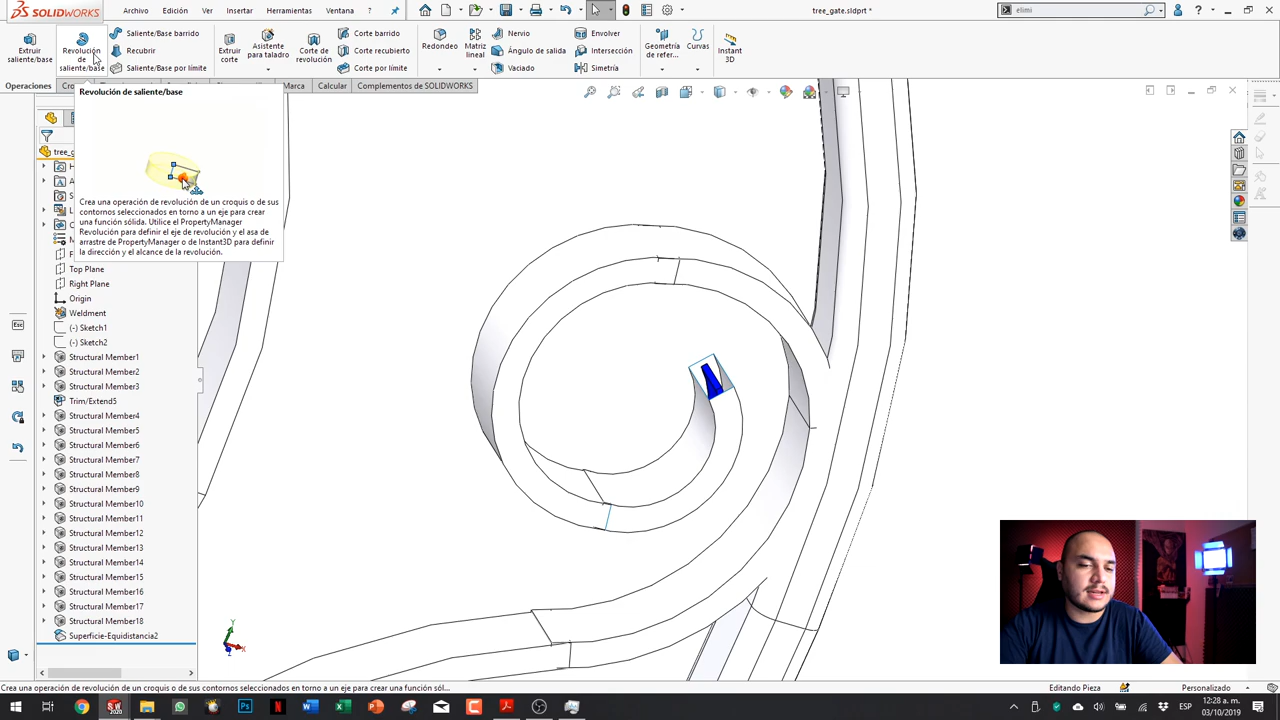 SOLIDWORKS
Archivo
Edición
Ver
Insertar
Herramientas
Ventana
?
tree_gate.sldprt *
elimi
Extruir
saliente/base
Revolución
de
saliente/base
Saliente/Base barrido
Recubrir
Saliente/Base por límite
Extruir
corte
Asistente
para taladro
Corte de
revolución
Corte barrido
Corte recubierto
Corte por límite
Redondeo
Matriz
lineal
Nervio
Ángulo de salida
Vaciado
Envolver
Intersección
Simetría
Geometría
de refer...
Curvas
Instant
3D
Operaciones
Marca
Calcular
Complementos de SOLIDWORKS
Revolución de saliente/base
Crea una operación de revolución de un croquis o de sus
contornos seleccionados en torno a un eje para crear
una función sólida. Utilice el PropertyManager
Revolución para definir el eje de revolución y el asa de
arrastre de PropertyManager o de Instant3D para definir
la dirección y el alcance de la revolución.
Top Plane
Right Plane
Origin
Weldment
(-) Sketch1
(-) Sketch2
Structural Member1
Structural Member2
Structural Member3
Trim/Extend5
Structural Member4
Structural Member5
Structural Member6
Structural Member7
Structural Member8
Structural Member9
Structural Member10
Structural Member11
Structural Member12
Structural Member13
Structural Member14
Structural Member15
Structural Member16
Structural Member17
Structural Member18
Superficie-Equidistancia2
Esc
Y
X
Z
Crea una operación de revolución de un croquis o de sus contornos seleccionados en torno a un eje para crear una función sól...
Editando Pieza
Personalizado
ESP
12:28 a. m.
03/10/2019